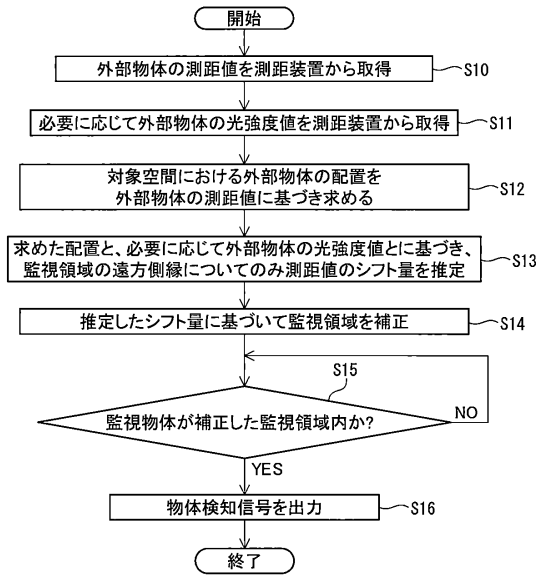 開始
外部物体の測距値を測距装置から取得
S10
必要に応じて外部物体の光強度値を測距装置から取得
S11
対象空間における外部物体の配置を
外部物体の測距値に基づき求める
S12
求めた配置と、必要に応じて外部物体の光強度値とに基づき、
監視領域の遠方側縁についてのみ測距値のシフト量を推定
S13
推定したシフト量に基づいて監視領域を補正
S14
S15
監視物体が補正した監視領域内か?
NO
YES
物体検知信号を出力
S16
終了